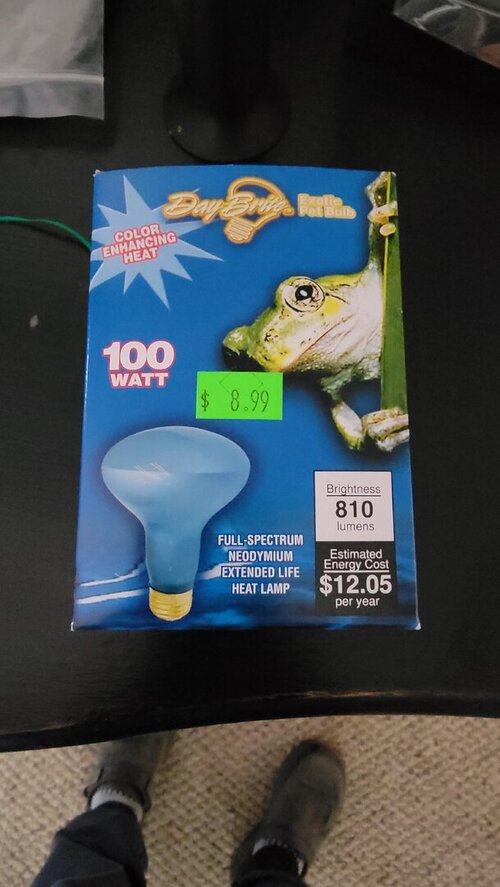 DayBrite
Exotic
Pet Bulb
COLOR
ENHANCING
HEAT
100
WATT
$ 8.99
Brightness
810
lumens
FULL-SPECTRUM
NEODYMIUM
EXTENDED LIFE
HEAT LAMP
Estimated
Energy Cost
$12.05
per year